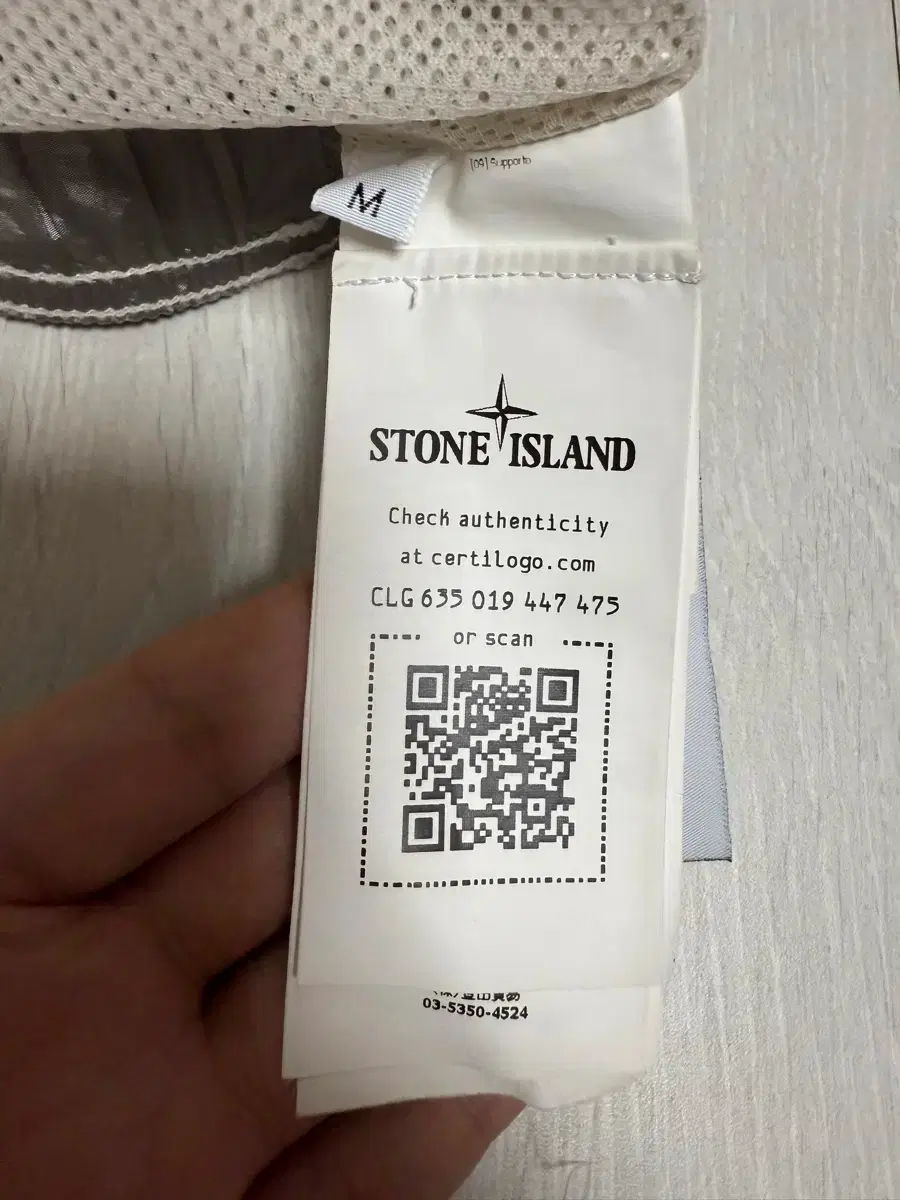 [09] Supporto
M
STONE ISLAND
Check authenticity
at certilogo.com
CLG 635 019 447 475
or scan
03-5350-4524